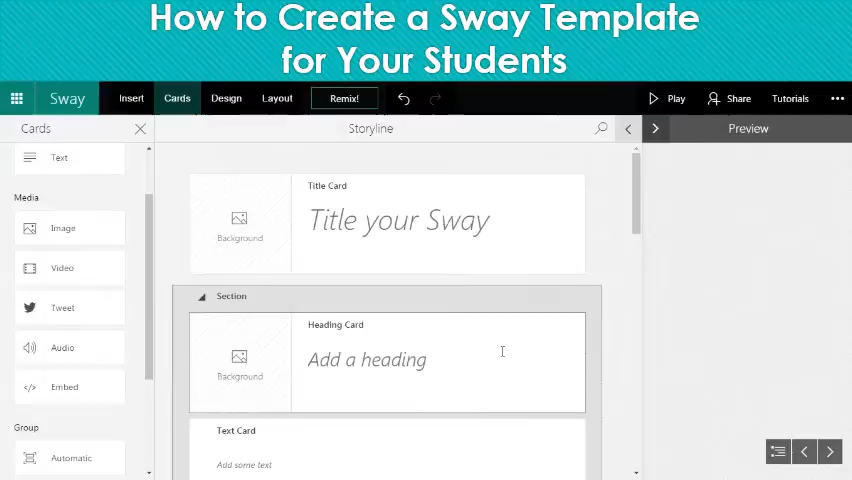 How to Create a Sway Template
for Your Students
Sway Insert Cards Design Layout Remix! Play Share Tutorials
Cards Storyline Preview
Text
Media
Image
Video
Tweet
Audio
Embed
Group
Automatic
Title Card
Title your Sway
Background
Section
Heading Card
Add a heading
Background
Text Card
Add some text